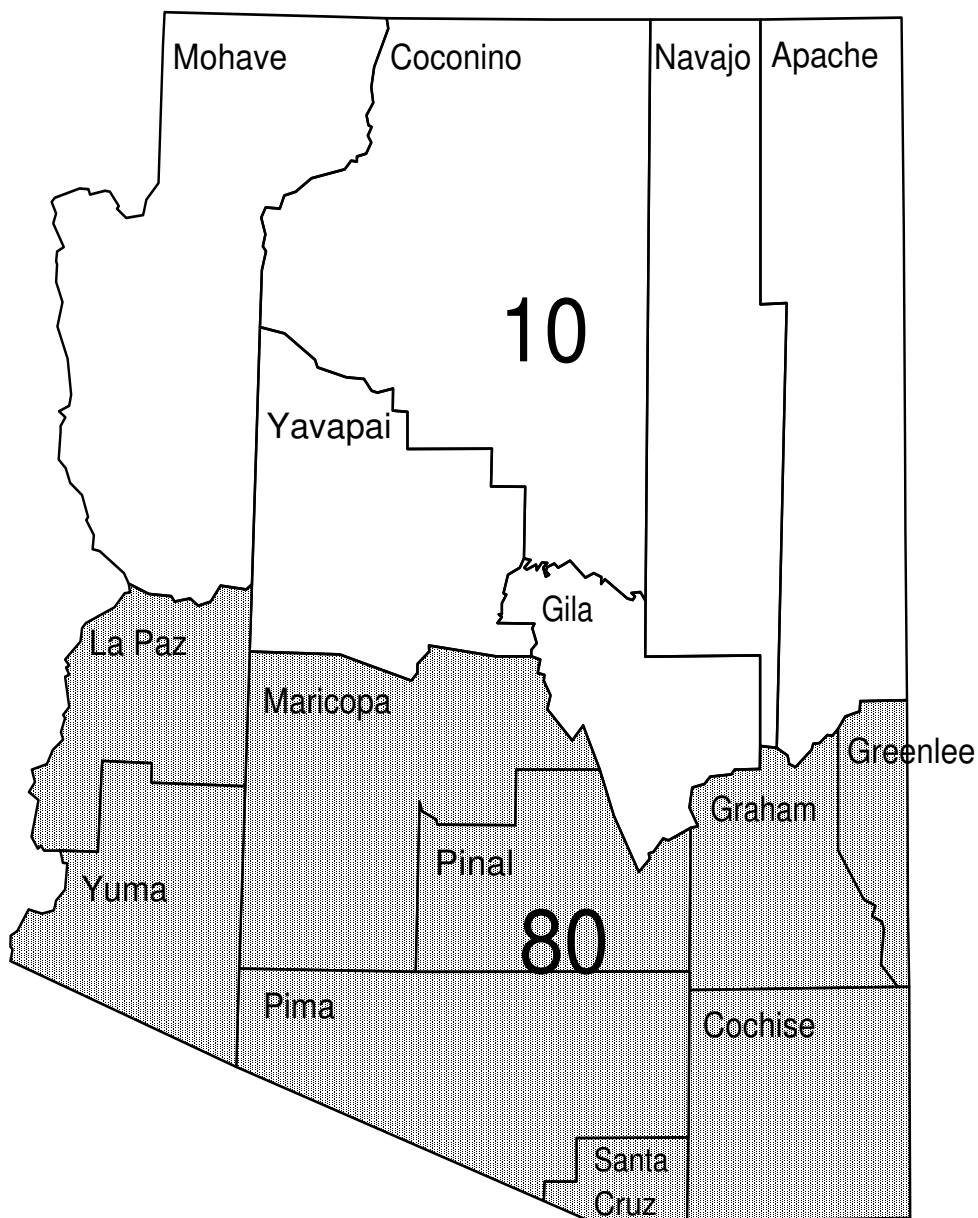 Mohave
Coconino
Navajo
Apache
10
Yavapai
Gila
La Paz
Maricopa
Greenlee
Graham
Pinal
Yuma
80
Pima
Cochise
Santa
Cruz